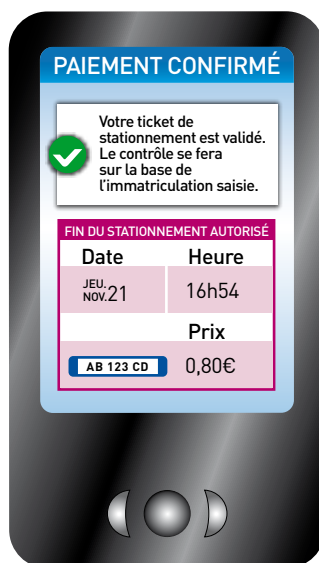 PAIEMENT CONFIRMÉ
Votre ticket de
stationnement est validé.
Le contrôle se fera
sur la base de
l'immatriculation saisie.
FIN DU STATIONNEMENT AUTORISÉ
Date Heure
JEU.
NOV. 21 16h54
Prix
AB 123 CD 0,80€